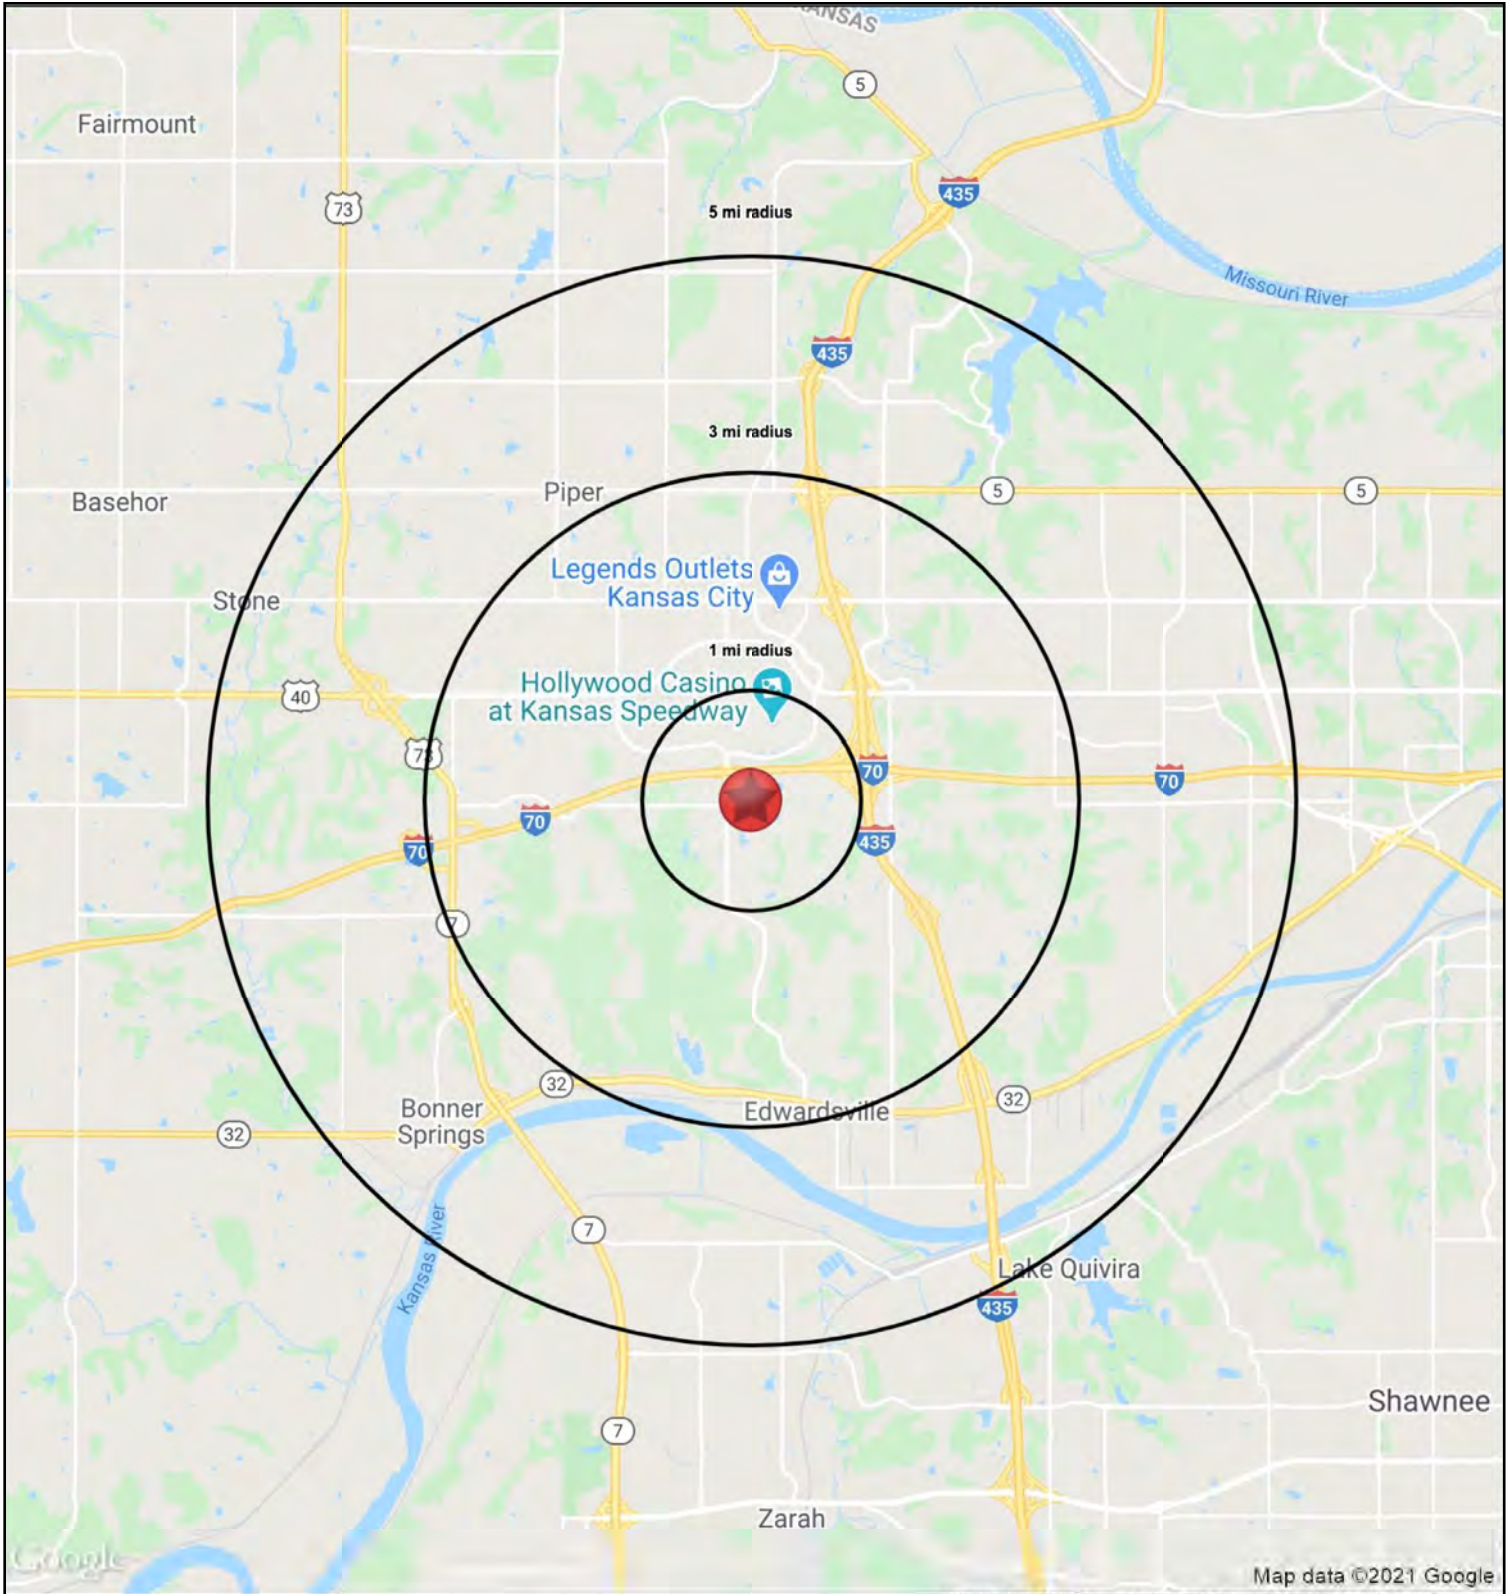 KANSAS
5
Fairmount
435
73
5 mi radius
Missouri River
435
3 mi radius
Piper
5
5
Basehor
Legends Outlets
Kansas City
Stone
1 mi radius
Hollywood Casino
at Kansas Speedway
40
73
70
70
70
435
70
7
32
32
Bonner
Springs
Edwardsville
32
7
Kansas River
Lake Quivira
435
Shawnee
7
Zarah
Google
Map data ©2021 Google